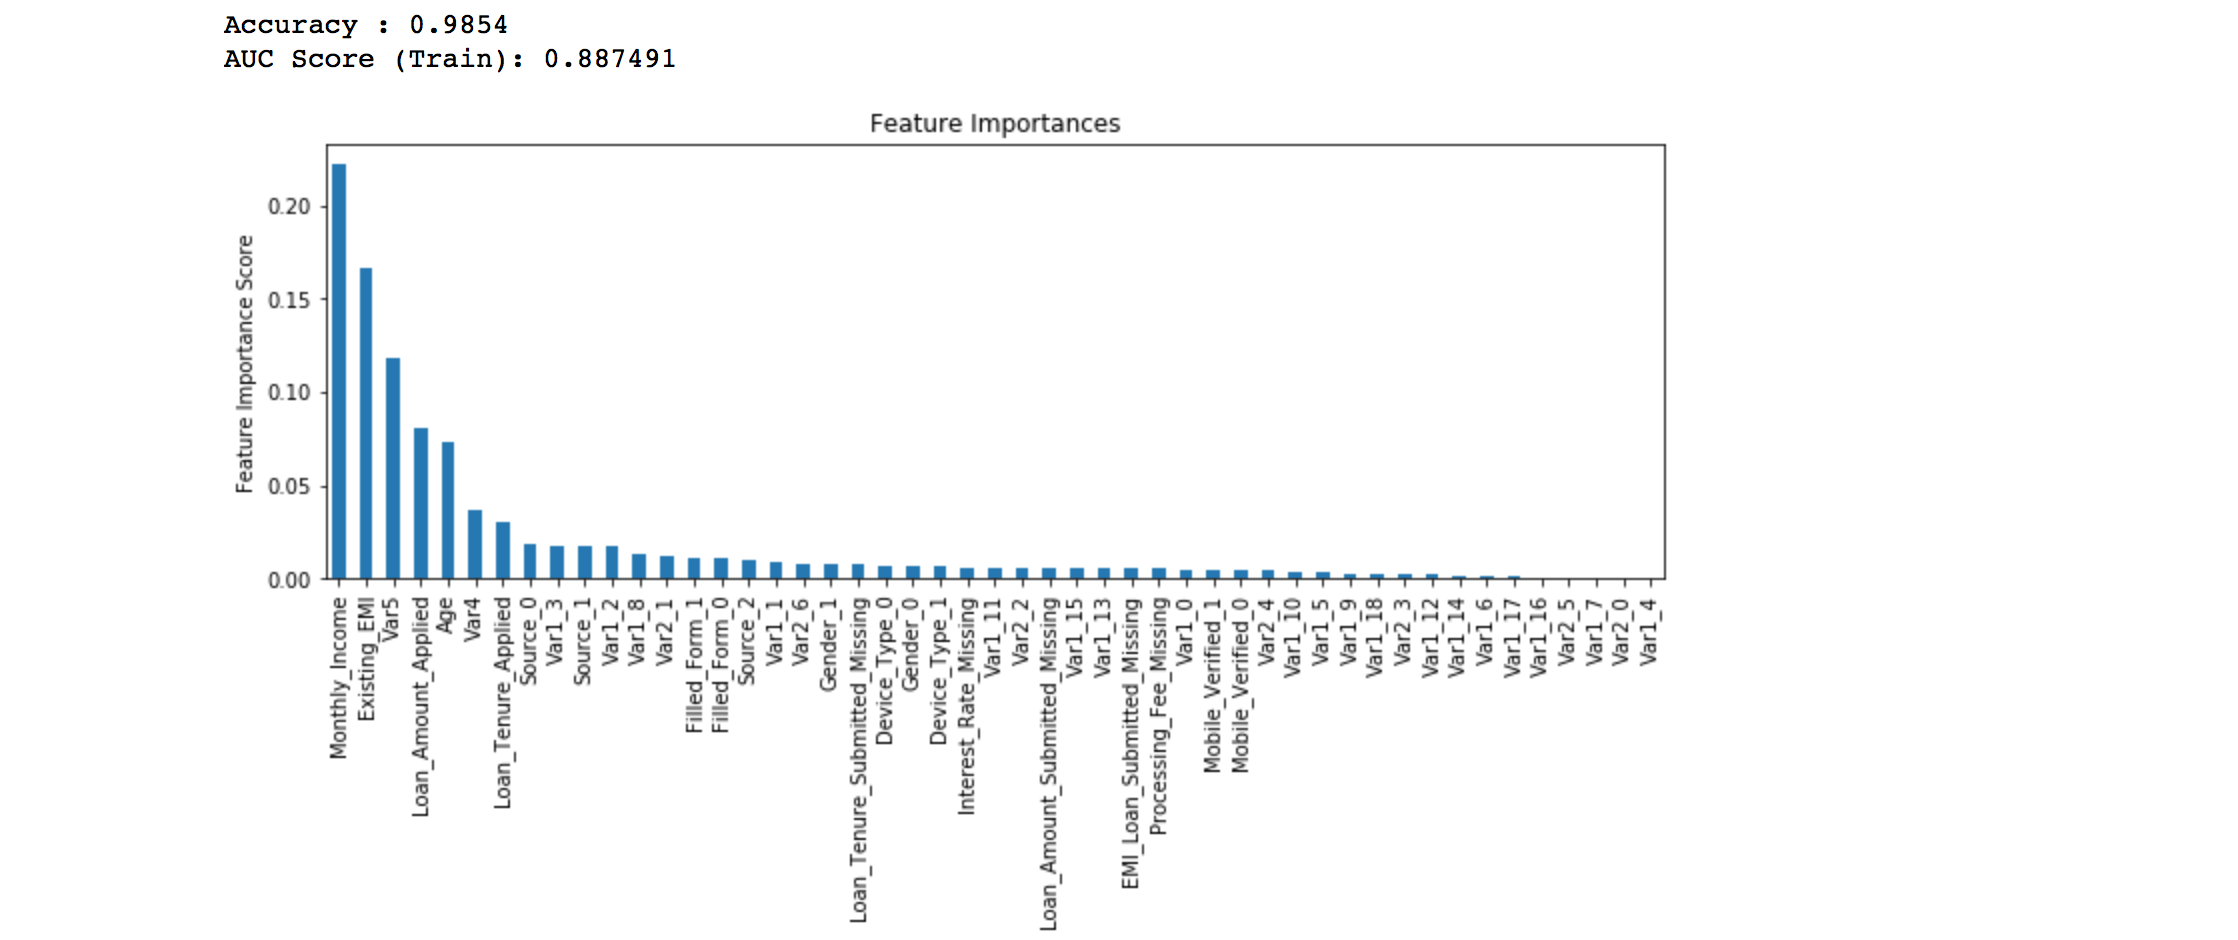 Accuracy : 0.9854
AUC Score (Train): 0.887491
Feature Importances
Feature Importance Score
0.20
0.15
0.10
0.05
0.00
Monthly_Income
Existing_EMI
Var5
Loan_Amount_Applied
Age
Var4
Loan_Tenure_Applied
Source_0
Var1_3
Source_1
Var1_2
Var1_8
Var2_1
Filled_Form_1
Filled_Form_0
Source_2
Var1_1
Var2_6
Gender_1
Loan_Tenure_Submitted_Missing
Device_Type_0
Gender_0
Device_Type_1
Interest_Rate_Missing
Var1_11
Var2_2
Loan_Amount_Submitted_Missing
Var1_15
Var1_13
EMI_Loan_Submitted_Missing
Processing_Fee_Missing
Var1_0
Mobile_Verified_1
Mobile_Verified_0
Var2_4
Var1_10
Var1_5
Var1_9
Var1_18
Var2_3
Var1_12
Var1_14
Var1_6
Var1_17
Var1_16
Var2_5
Var1_7
Var2_0
Var1_4